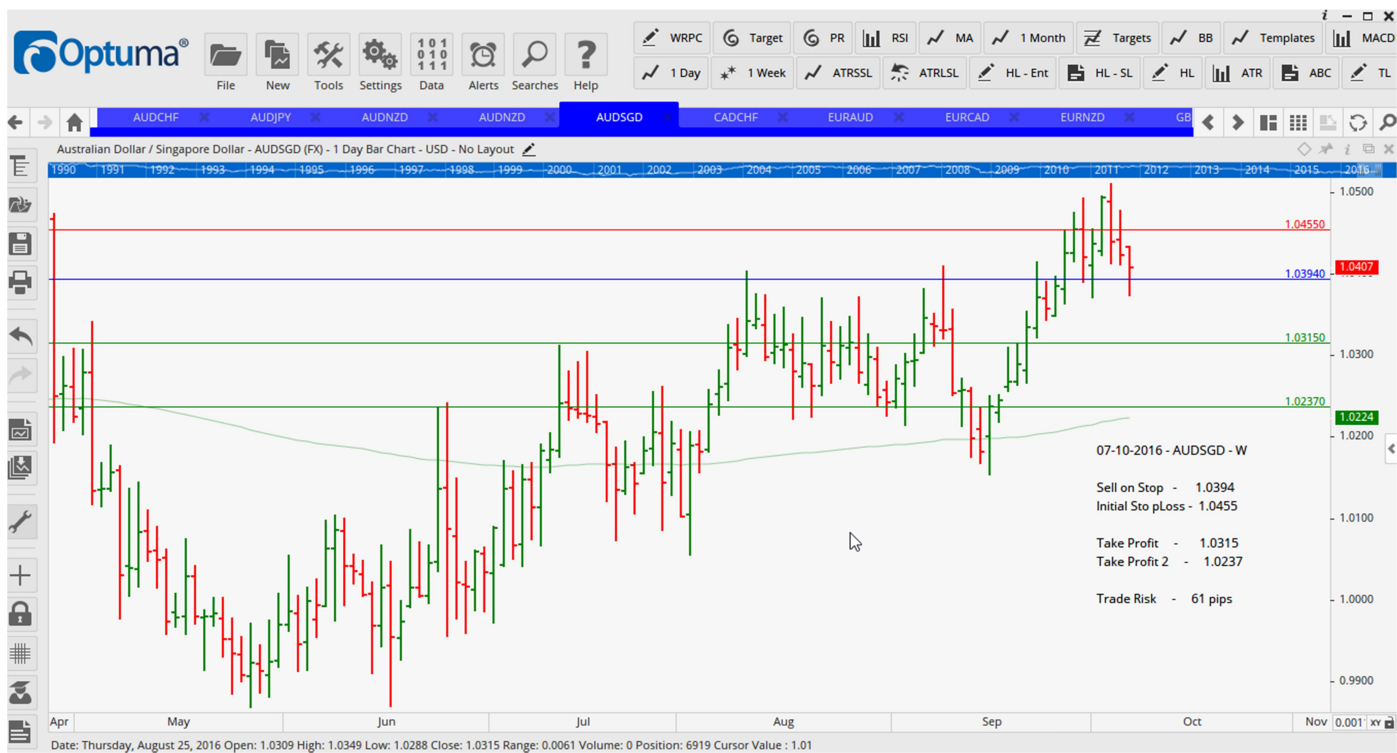 i
Optuma®
File New Tools Settings Data Alerts Searches Help
101
010
111
WRPC Target PR RSI MA 1 Month Targets BB Templates MACD
1 Day 1 Week ATRSSL ATRLSL HL - Ent HL - SL HL ATR ABC TL
AUDCHF AUDJPY AUDNZD AUDNZD AUDSGD CADCHF EURAUD EURCAD EURNZD GB
Australian Dollar / Singapore Dollar - AUDSGD (FX) - 1 Day Bar Chart - USD - No Layout
1990 1991 1992 1993 1994 1995 1996 1997 1998 1999 2000 2001 2002 2003 2004 2005 2006 2007 2008 2009 2010 2011 2012 2013 2014 2015 2016
1.0500
1.04550
1.0407
1.03940
1.03150
1.0300
1.02370
1.0224
1.0200
07-10-2016 - AUDSGD - W
Sell on Stop - 1.0394
Initial Sto pLoss - 1.0455
1.0100
Take Profit - 1.0315
Take Profit 2 - 1.0237
Trade Risk - 61 pips
1.0000
0.9900
Apr May Jun Jul Aug Sep Oct Nov 0.001 XY
Date: Thursday, August 25, 2016 Open: 1.0309 High: 1.0349 Low: 1.0288 Close: 1.0315 Range: 0.0061 Volume: 0 Position: 6919 Cursor Value : 1.01